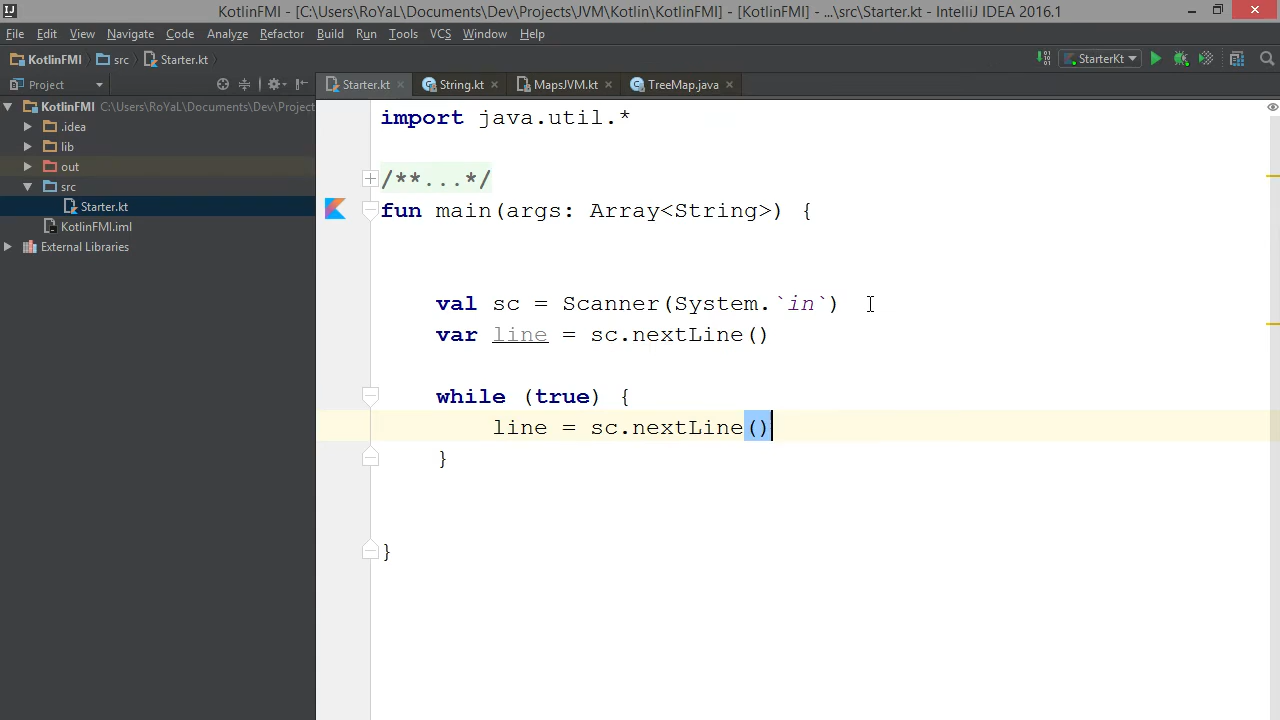 KotlinFMI - [C:\Users\RoYaL\Documents\Dev\Projects\JVM\Kotlin\KotlinFMI] - [KotlinFMI] - ...\src\Starter.kt - IntelliJ IDEA 2016.1
File Edit View Navigate Code Analyze Refactor Build Run Tools VCS Window Help
KotlinFMI src Starter.kt StarterKt
Project Starter.kt String.kt MapsJVM.kt TreeMap.java
KotlinFMI C:\Users\RoYaL\Documents\Dev\Project
.idea
lib
out
src
Starter.kt
KotlinFMI.iml
External Libraries
import java.util.*
/**...*/
fun main(args: Array<String>) {
val sc = Scanner(System.`in`)
var line = sc.nextLine()
while (true) {
line = sc.nextLine()
}
}